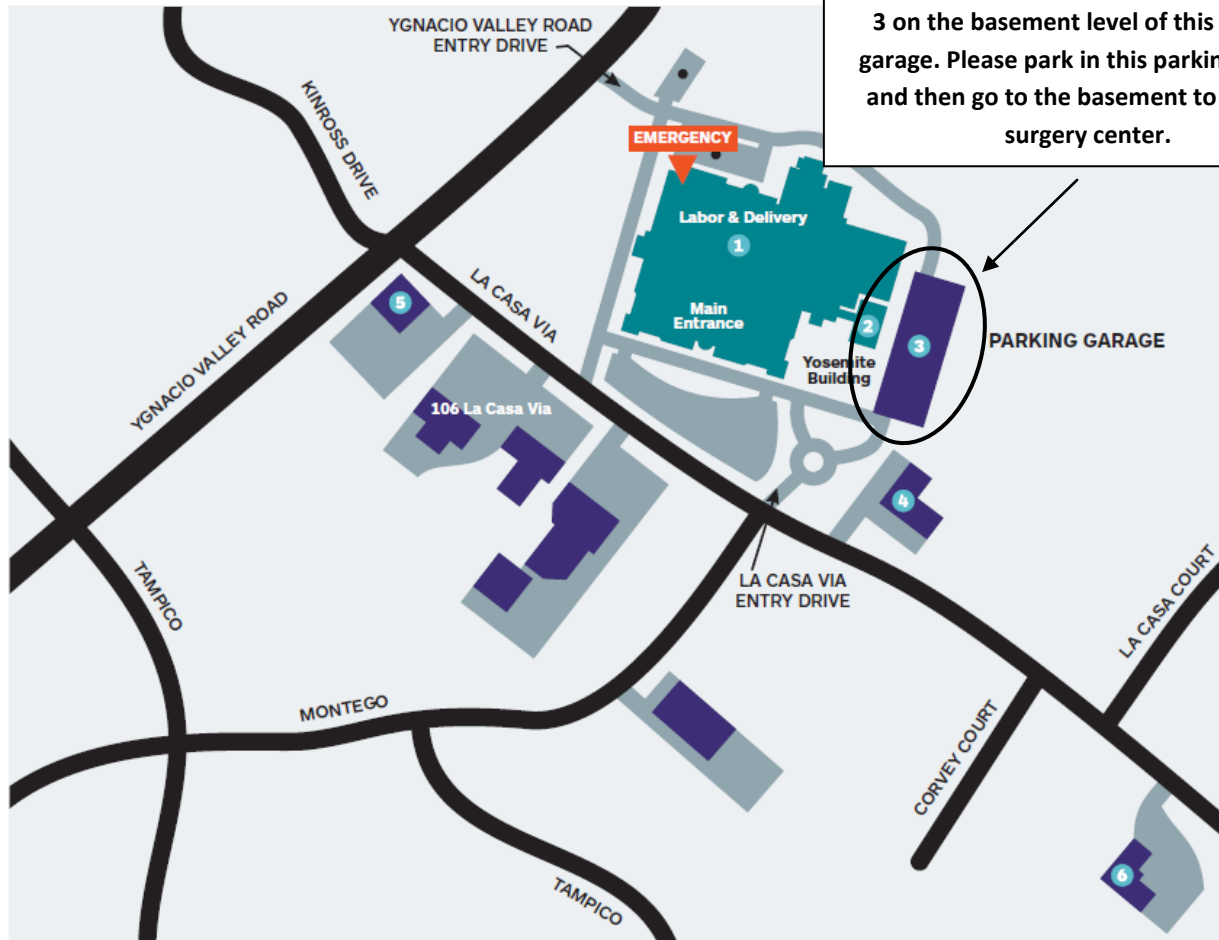 3 on the basement level of this
garage. Please park in this
and then go to the basement to
surgery center.
YGNACIO VALLEY ROAD
ENTRY DRIVE
KINROSS DRIVE
EMERGENCY
Labor & Delivery
1
LA CASA VIA
5
Main
Entrance
2
3
PARKING GARAGE
Yosemite
Building
YGNACIO VALLEY ROAD
106 La Casa Via
4
LA CASA VIA
ENTRY DRIVE
TAMPICO
LA CASA COURT
MONTEGO
CORVEY COURT
TAMPICO
6